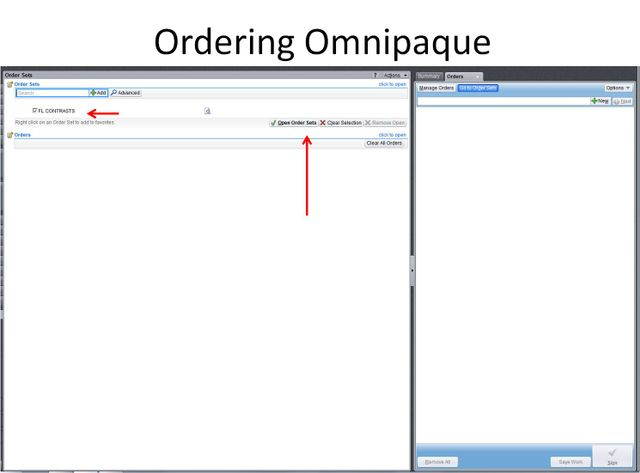 Ordering Omnipaque
Order Sets
? Actions
Order Sets click to open
Search Add Advanced
FL CONTRASTS
Right click on an Order Set to add to favorites.
Open Order Sets Clear Selection Remove Open
Orders click to open
Clear All Orders
Summary Orders
Manage Orders Go to Order Sets Options
New Next
Remove All Save Work Sign